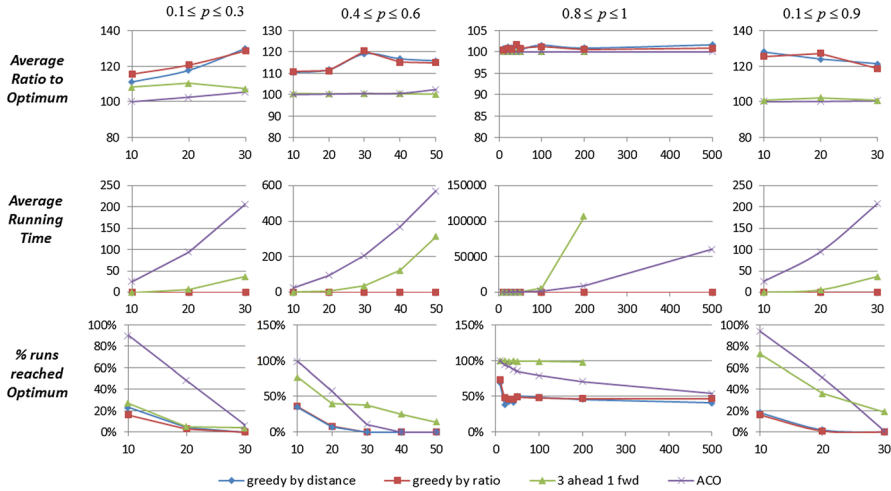 0.1 ≤ p ≤ 0.3
0.4 ≤ p ≤ 0.6
0.8 ≤ p ≤ 1
0.1 ≤ p ≤ 0.9
Average
Ratio to
Optimum
140
120
100
80
10 20 30
130
120
110
100
90
80
10 20 30 40 50
105
100
95
90
85
80
0 100 200 300 400 500
140
120
100
80
10 20 30
Average
Running
Time
250
200
150
100
50
0
10 20 30
600
400
200
0
10 20 30 40 50
150000
100000
50000
0
0 100 200 300 400 500
250
200
150
100
50
0
10 20 30
% runs
reached
Optimum
100%
80%
60%
40%
20%
0%
10 20 30
150%
100%
50%
0%
10 20 30 40 50
150%
100%
50%
0%
0 100 200 300 400 500
100%
80%
60%
40%
20%
0%
10 20 30
greedy by distance
greedy by ratio
3 ahead 1 fwd
ACO